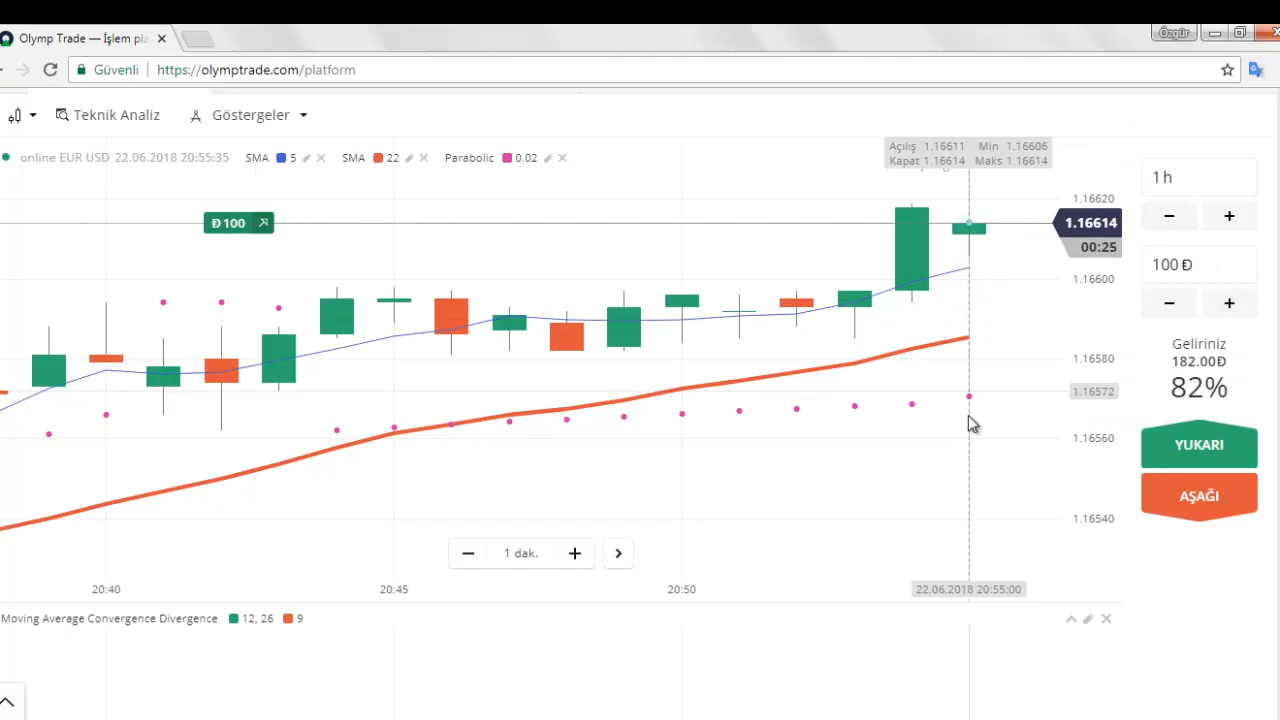 Olymp Trade — İşlem pla
Özgür
Güvenli
https://olymptrade.com/platform
Teknik Analiz
Göstergeler
online EUR USD 22.06.2018 20:55:35
SMA 5
SMA 22
Parabolic 0.02
Açılış 1.16611 Min 1.16606
Kapat 1.16614 Maks 1.16614
1 h
1.16620
Đ 100
1.16614
00:25
100 Đ
1.16600
Geliriniz
182.00Đ
82%
1.16580
1.16572
1.16560
YUKARI
AŞAĞI
1.16540
1 dak.
20:40
20:45
20:50
22.06.2018 20:55:00
Moving Average Convergence Divergence 12, 26 9